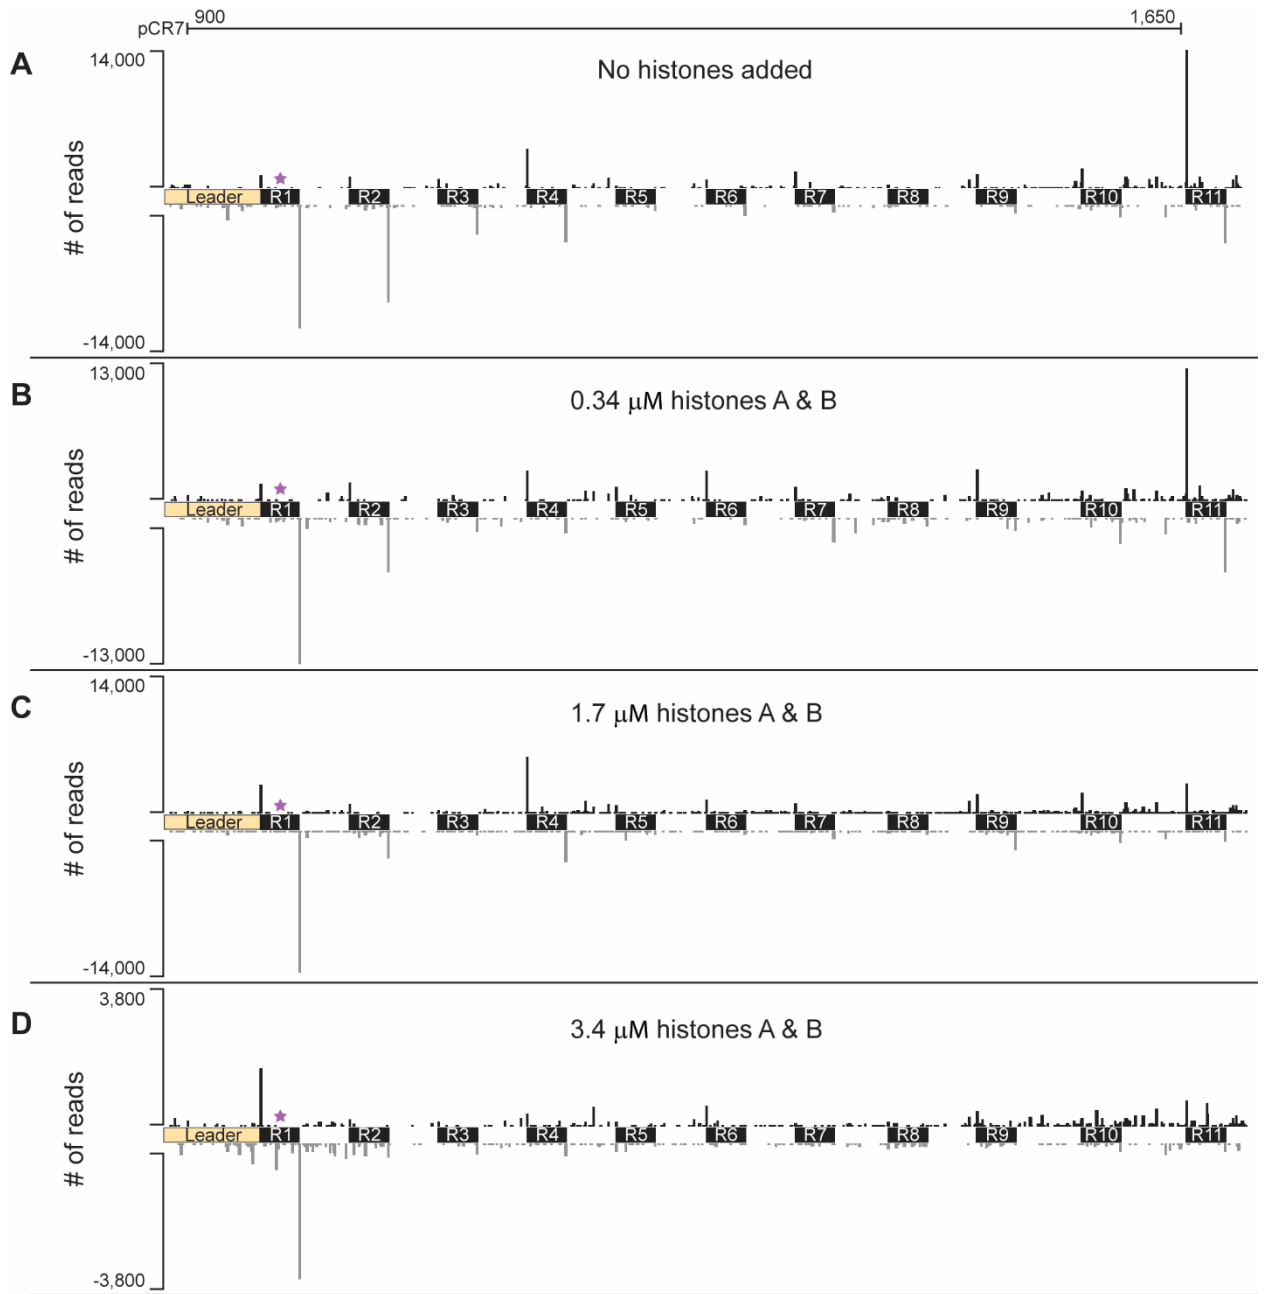 pCR7 900 1,650
A
14,000
No histones added
# of reads
Leader R1 R2 R3 R4 R5 R6 R7 R8 R9 R10 R11
-14,000
B
13,000
0.34 μM histones A & B
# of reads
Leader R1 R2 R3 R4 R5 R6 R7 R8 R9 R10 R11
-13,000
C
14,000
1.7 μM histones A & B
# of reads
Leader R1 R2 R3 R4 R5 R6 R7 R8 R9 R10 R11
-14,000
D
3,800
3.4 μM histones A & B
# of reads
Leader R1 R2 R3 R4 R5 R6 R7 R8 R9 R10 R11
-3,800